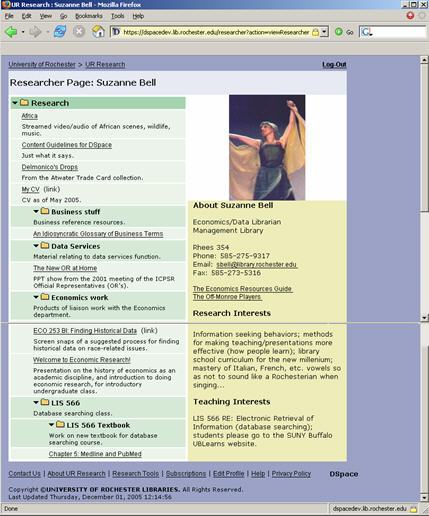 UR Research : Suzanne Bell - Mozilla Firefox
File Edit View Go Bookmarks Tools Help
https://dspacedev.lib.rochester.edu/researcher?action=viewResearcher
Go
University of Rochester > UR Research
Log-Out
Researcher Page: Suzanne Bell
Research
Africa
Streamed video/audio of African scenes, wildlife,
music.
Content Guidelines for DSpace
Just what it says.
Delmonico's Drops
From the Atwater Trade Card collection.
My CV (link)
CV as of May 2005.
Business stuff
Business reference resources.
An Idiosyncratic Glossary of Business Terms
Data Services
Material relating to data services function.
The New OR at Home
PPT show from the 2001 meeting of the ICPSR
Official Representatives (OR's).
Economics work
Products of liaison work with the Economics
department.
ECO 253 BI: Finding Historical Data (link)
Screen snaps of a suggested process for finding
historical data on race-related issues.
Welcome to Economic Research!
Presentation on the history of economics as an
academic discipline, and introduction to doing
economic research, for introductory
undergraduate class.
LIS 566
Database searching class.
LIS 566 Textbook
Work on new textbook for database
searching course.
Chapter 5: Medline and PubMed
About Suzanne Bell
Economics/Data Librarian
Management Library
Rhees 354
Phone: 585-275-9317
Email: sbell@library.rochester.edu
Fax: 585-273-5316
The Economics Resources Guide
The Off-Monroe Players
Research Interests
Information seeking behaviors; methods
for making teaching/presentations more
effective (how people learn); library
school curriculum for the new millenium;
mastery of Italian, French, etc. vowels so
as not to sound like a Rochesterian when
singing...
Teaching Interests
LIS 566 RE: Electronic Retrieval of
Information (database searching);
students please go to the SUNY Buffalo
UBLearns website.
Contact Us | About UR Research | Research Tools | Subscriptions | Edit Profile | Help | Privacy Policy
DSpace
Copyright ©UNIVERSITY OF ROCHESTER LIBRARIES. All Rights Reserved.
Last Updated Thursday, December 01, 2005 12:14:56
Done
dspacedev.lib.rochester.edu